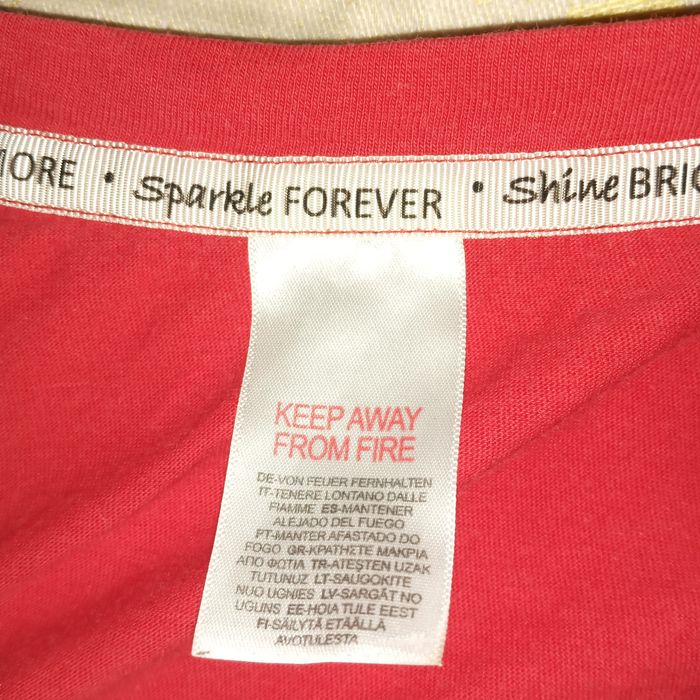 MORE • Sparkle FOREVER • Shine BRIG
KEEP AWAY
FROM FIRE
DE-VON FEUER FERNHALTEN
IT-TENERE LONTANO DALLE
FIAMME ES-MANTENER
ALEJADO DEL FUEGO
PT-MANTER AFASTADO DO
FOGO GR-ΚΡΑΤΗΣΤΕ ΜΑΚΡΙΑ
ΑΠΟ ΦΩΤΙΑ TR-ATEŞTEN UZAK
TUTUNUZ LT-SAUGOKITE
NUO UGNIES LV-SARGĀT NO
UGUNS EE-HOIA TULE EEST
FI-SÄILYTÄ ETÄÄLLÄ
AVOTULESTA